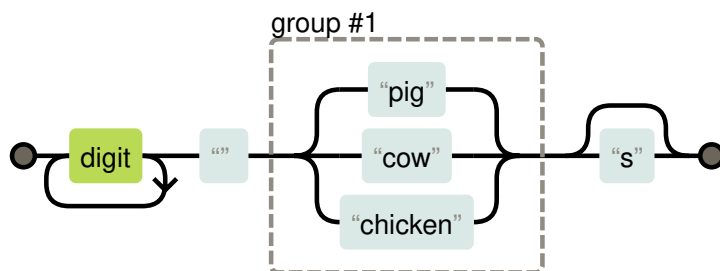 group #1
“pig”
digit
“ ”
“cow”
“s”
“chicken”